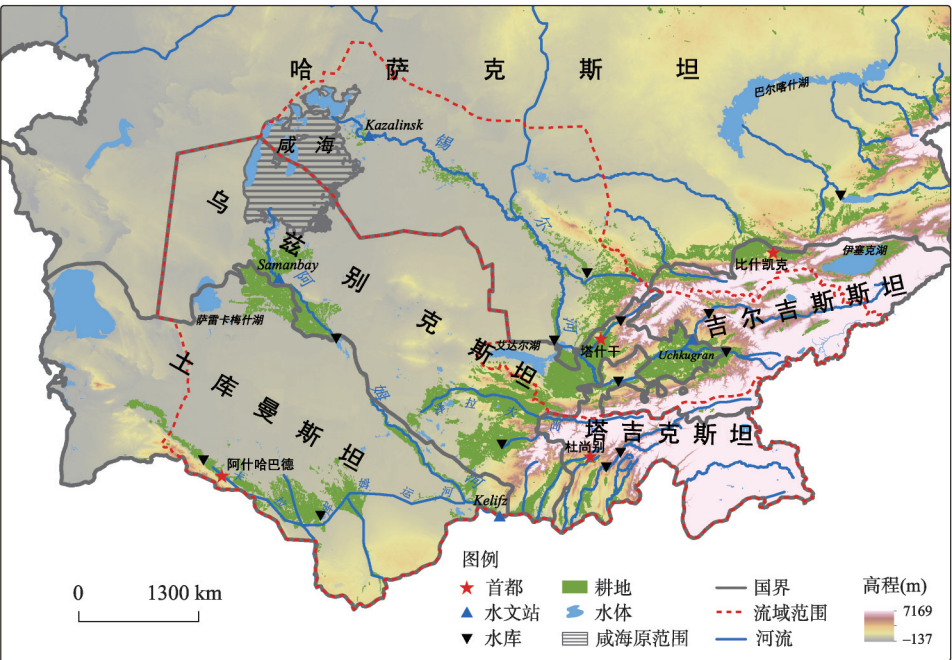 哈萨克斯坦
巴尔喀什湖
Kazalinsk
咸海
锡尔河
乌兹别克斯坦
伊塞克湖
比什凯克
Samanbay
阿姆河
吉尔吉斯斯坦
萨雷卡梅什湖
艾达尔湖
塔什干
Uchkugran
土库曼斯坦
塔吉克斯坦
杜尚别
阿什哈巴德
姆运河
Kelifz
图例
首都
耕地
国界
高程(m)
水文站
水体
流域范围
7169
水库
咸海原范围
河流
–137
0
1300 km